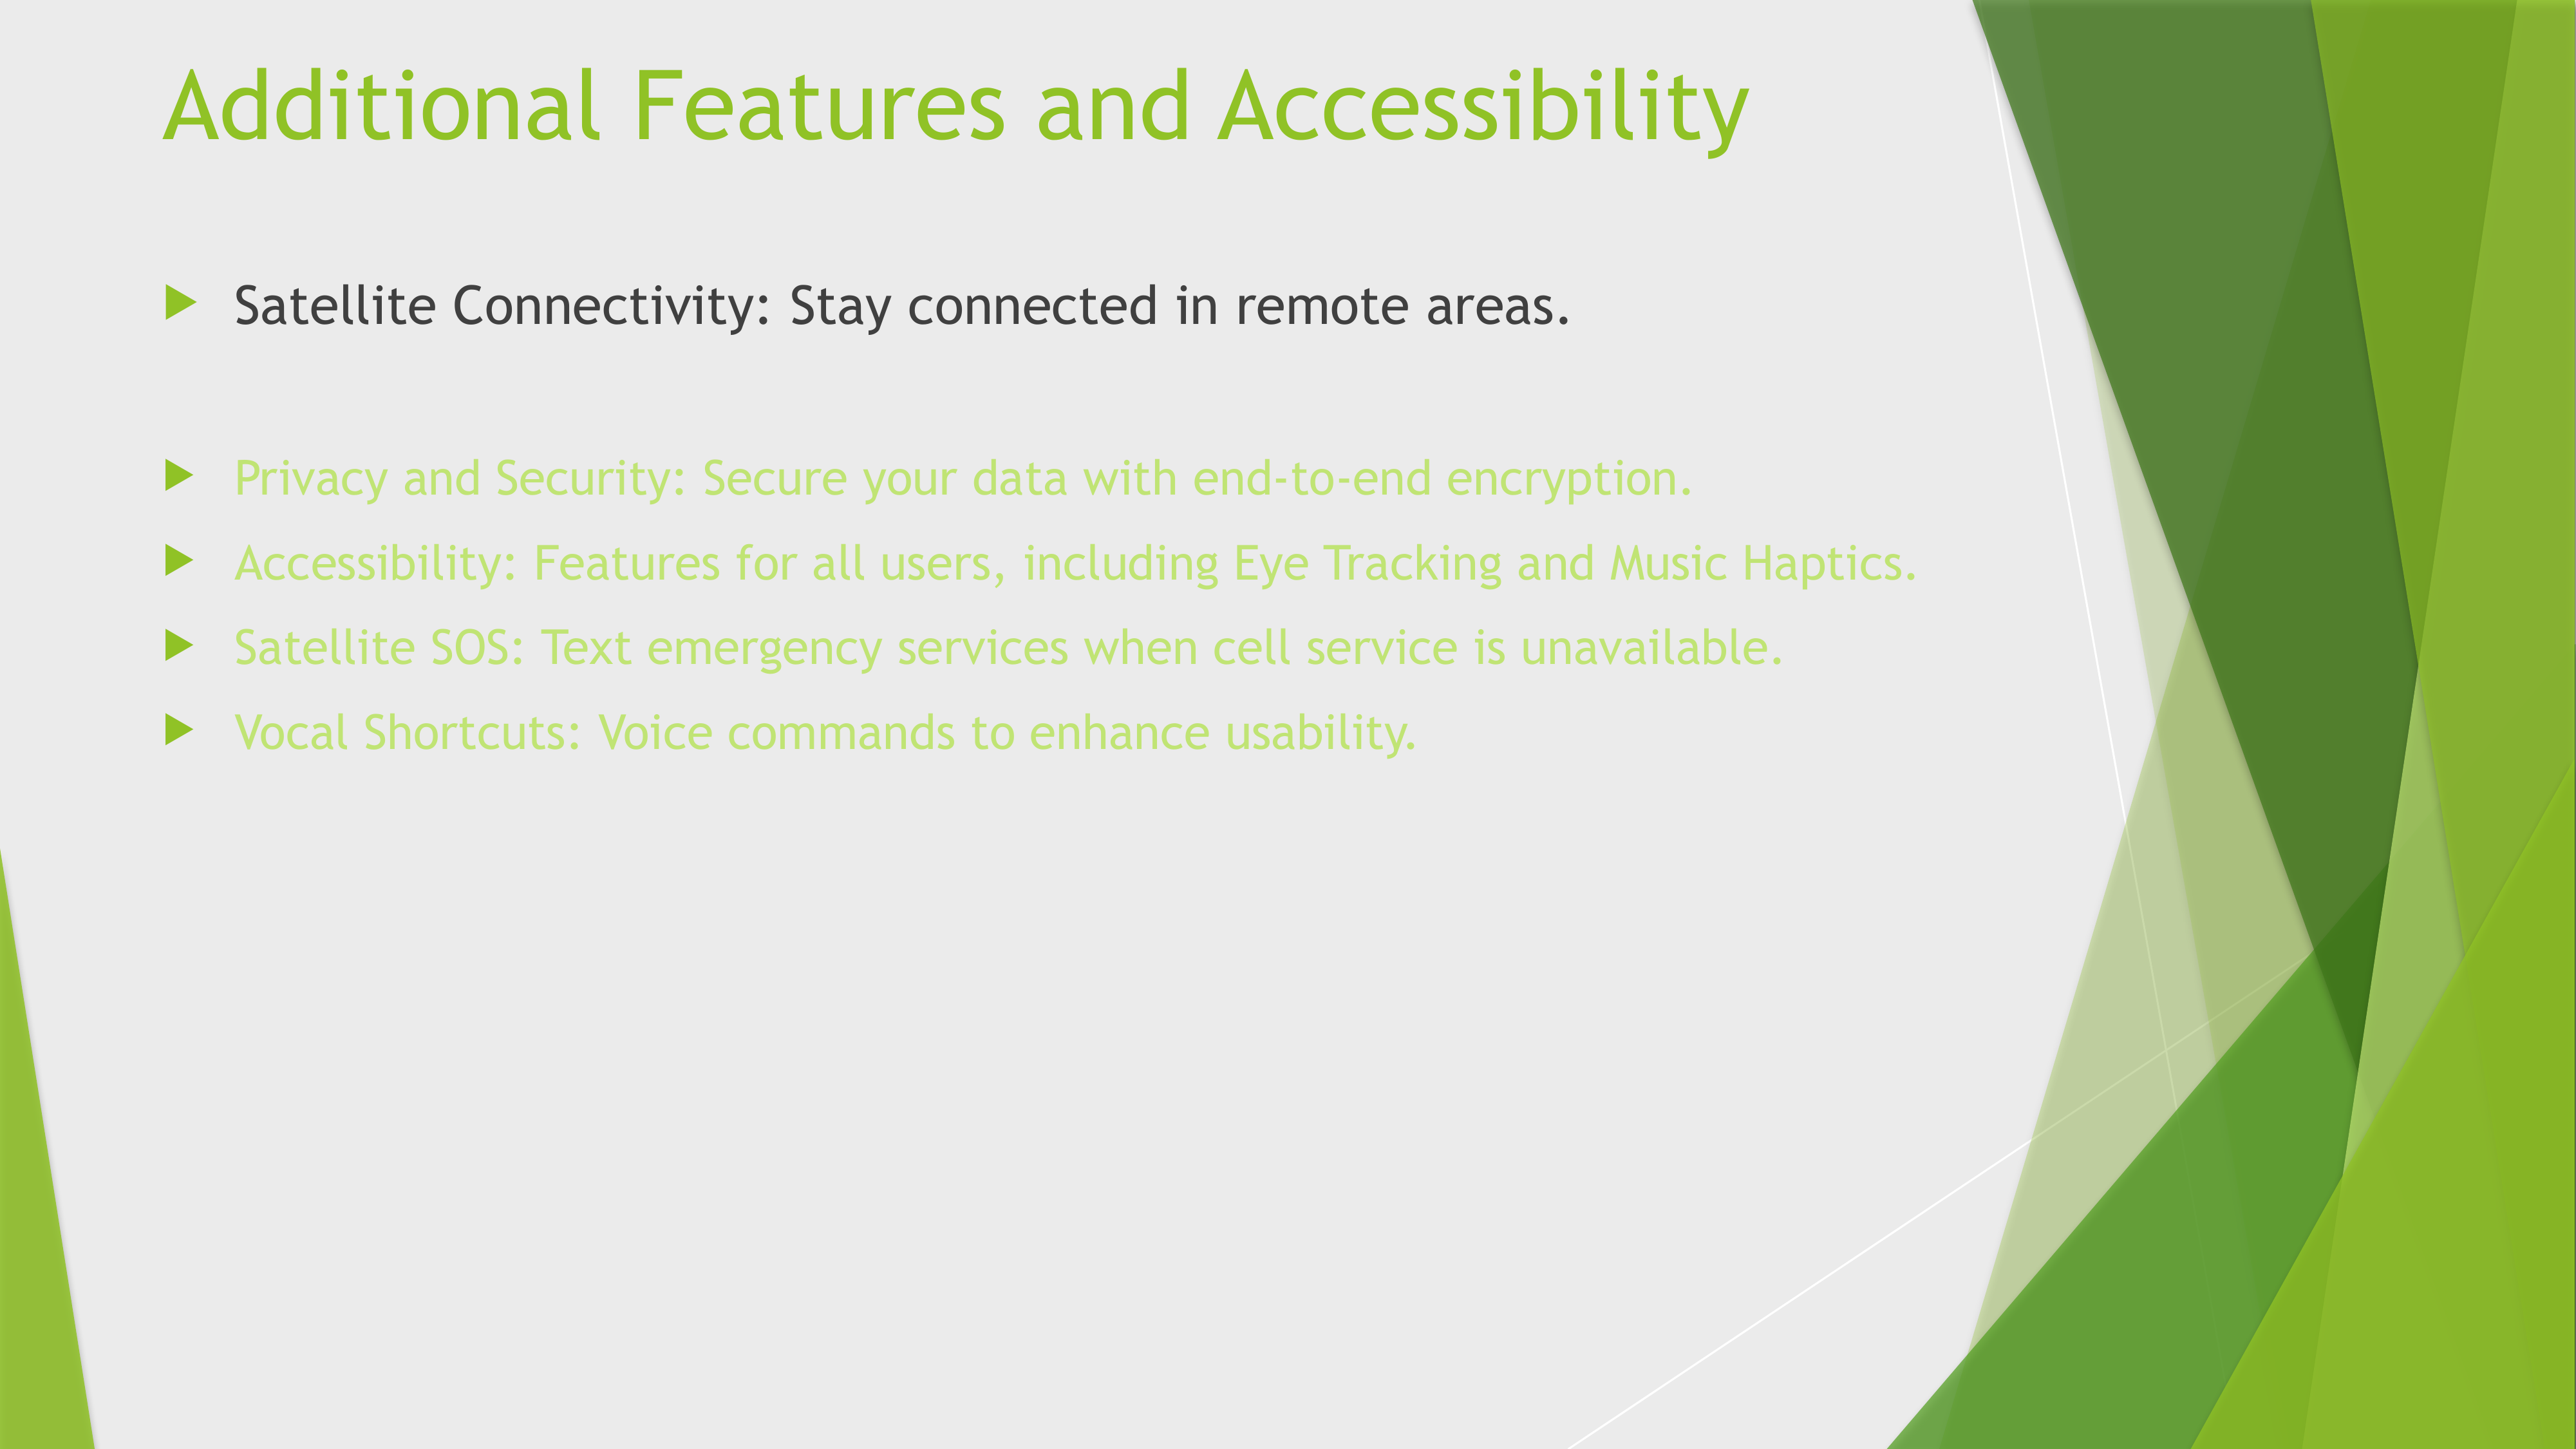 Additional Features and Accessibility
Satellite Connectivity: Stay connected in remote areas.
Privacy and Security: Secure your data with end-to-end encryption.
Accessibility: Features for all users, including Eye Tracking and Music Haptics.
Satellite SOS: Text emergency services when cell service is unavailable.
Vocal Shortcuts: Voice commands to enhance usability.